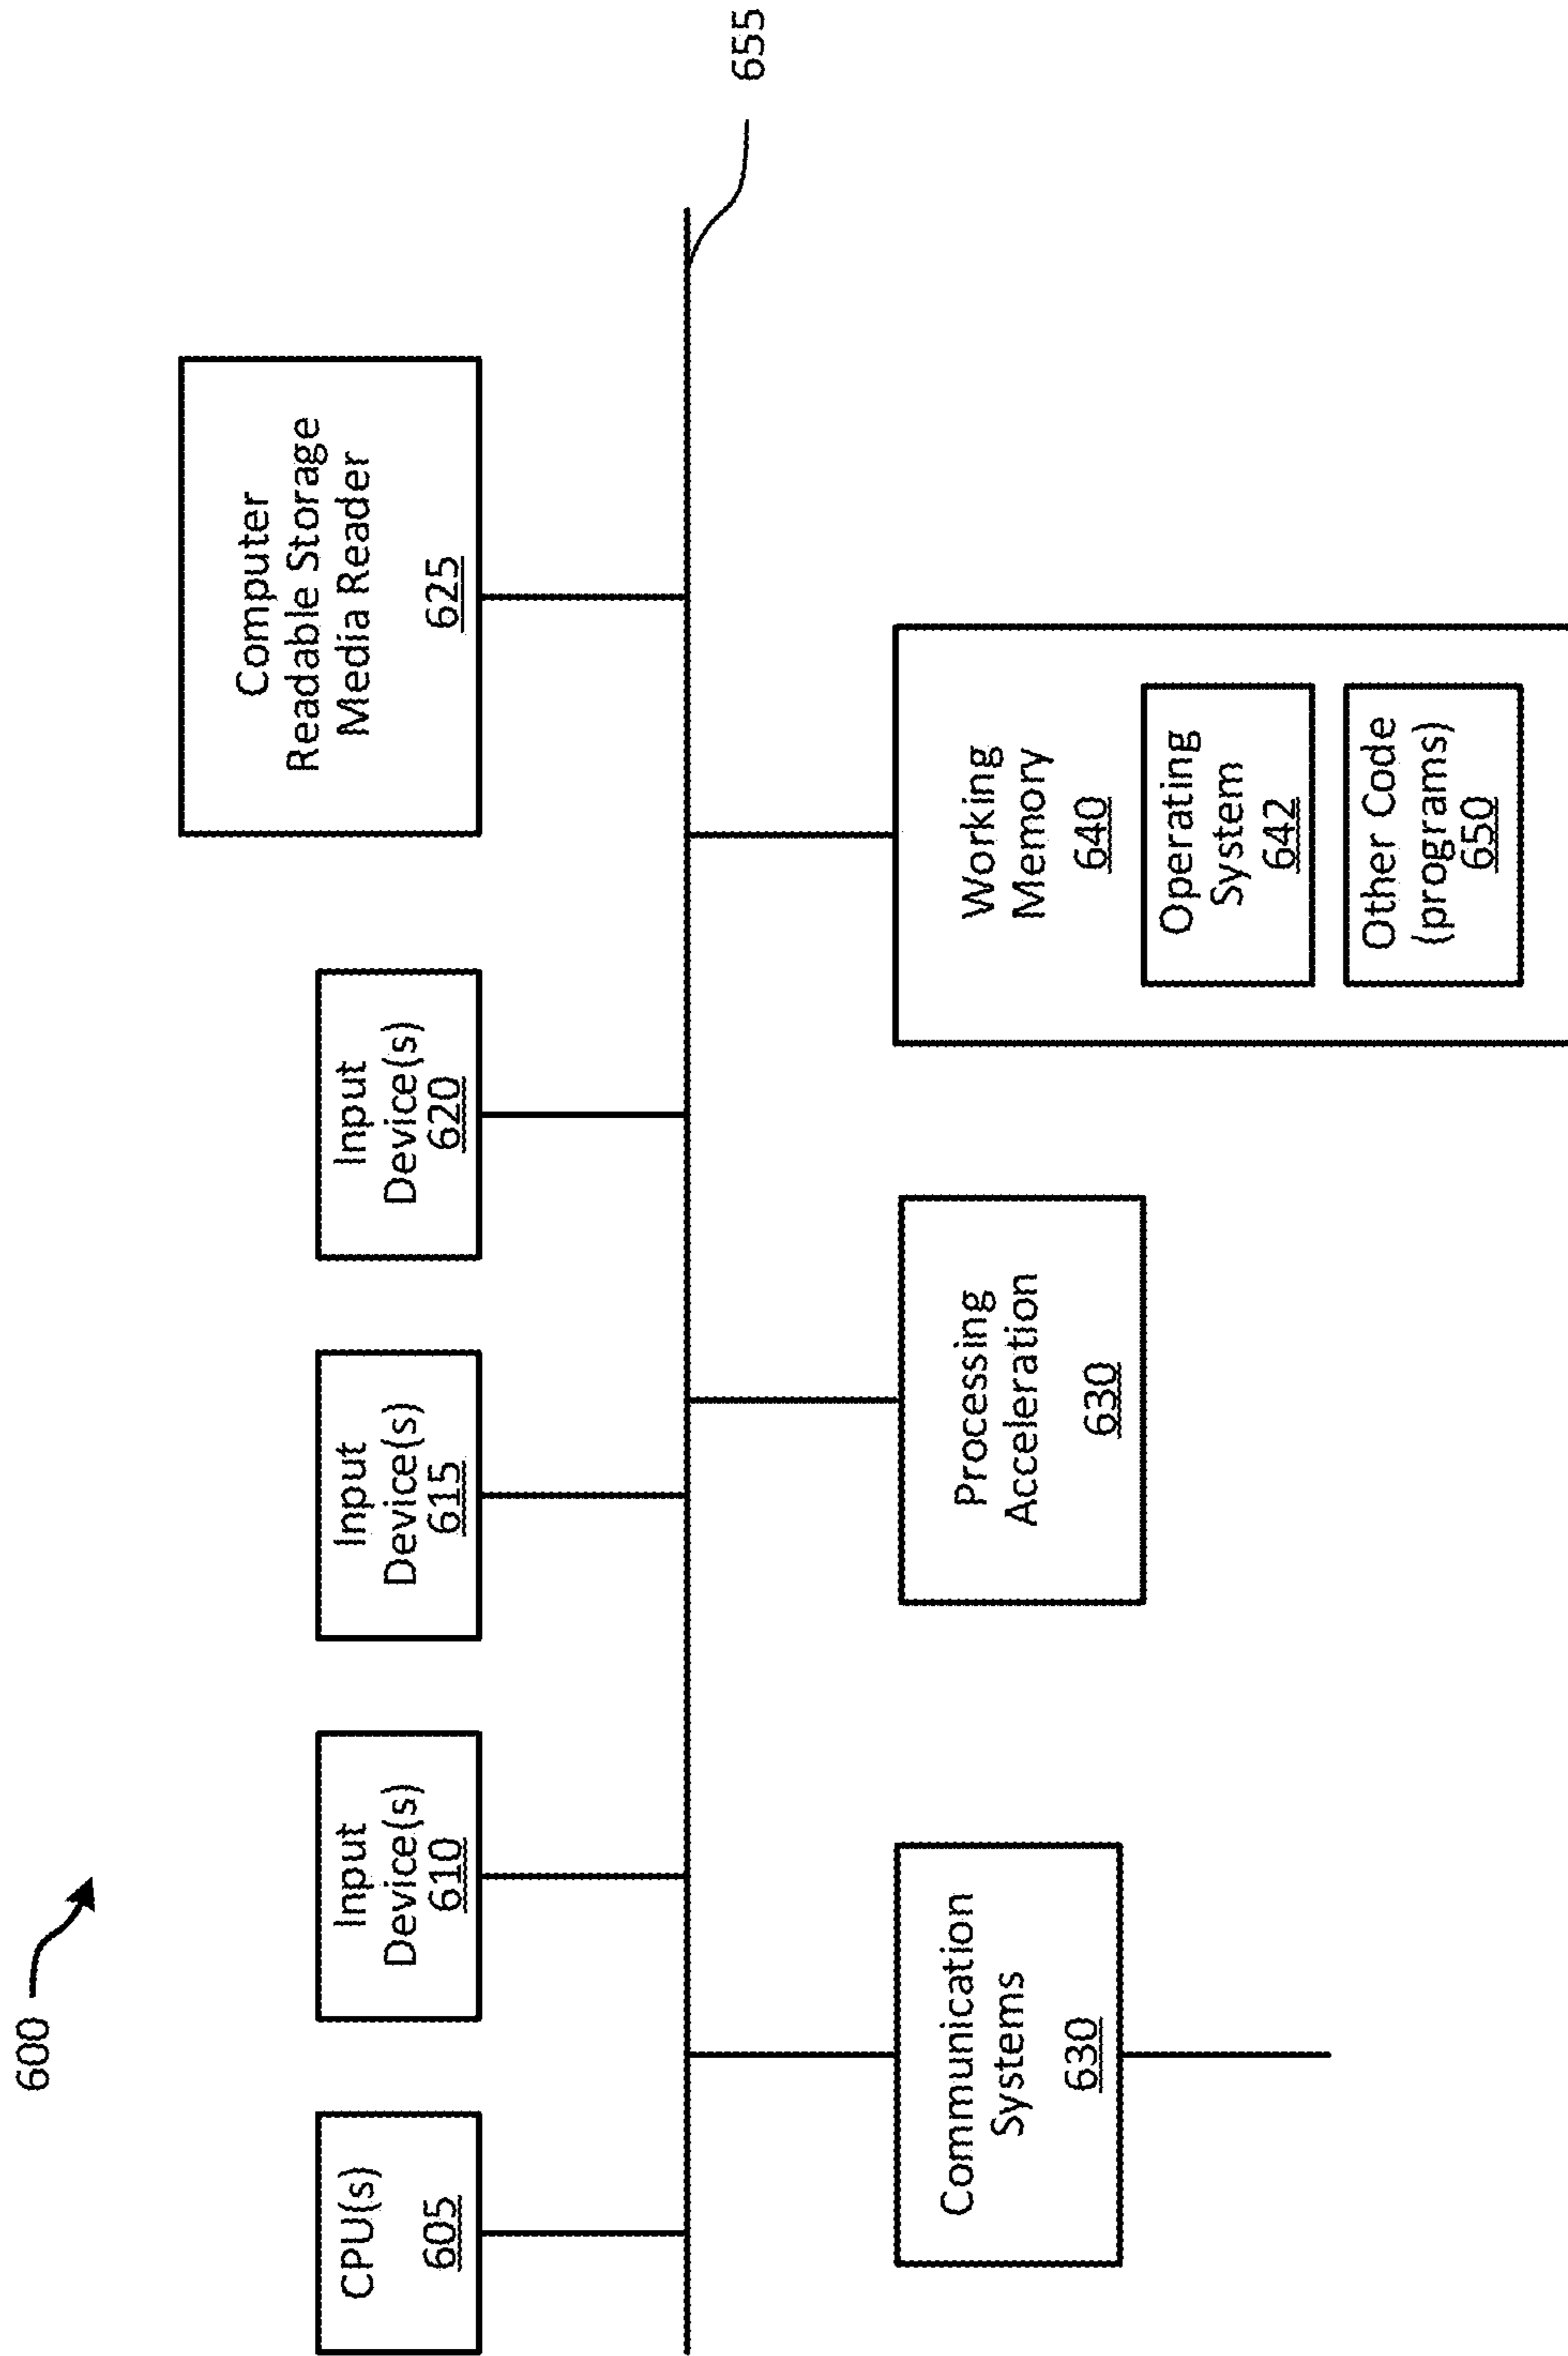 600
CPU(s)
605
Input
Device(s)
610
Input
Device(s)
615
Input
Device(s)
620
Computer
Readable Storage
Media Reader
625
655
Communication
Systems
630
Processing
Acceleration
630
Working
Memory
640
Operating
System
642
Other Code
(programs)
650